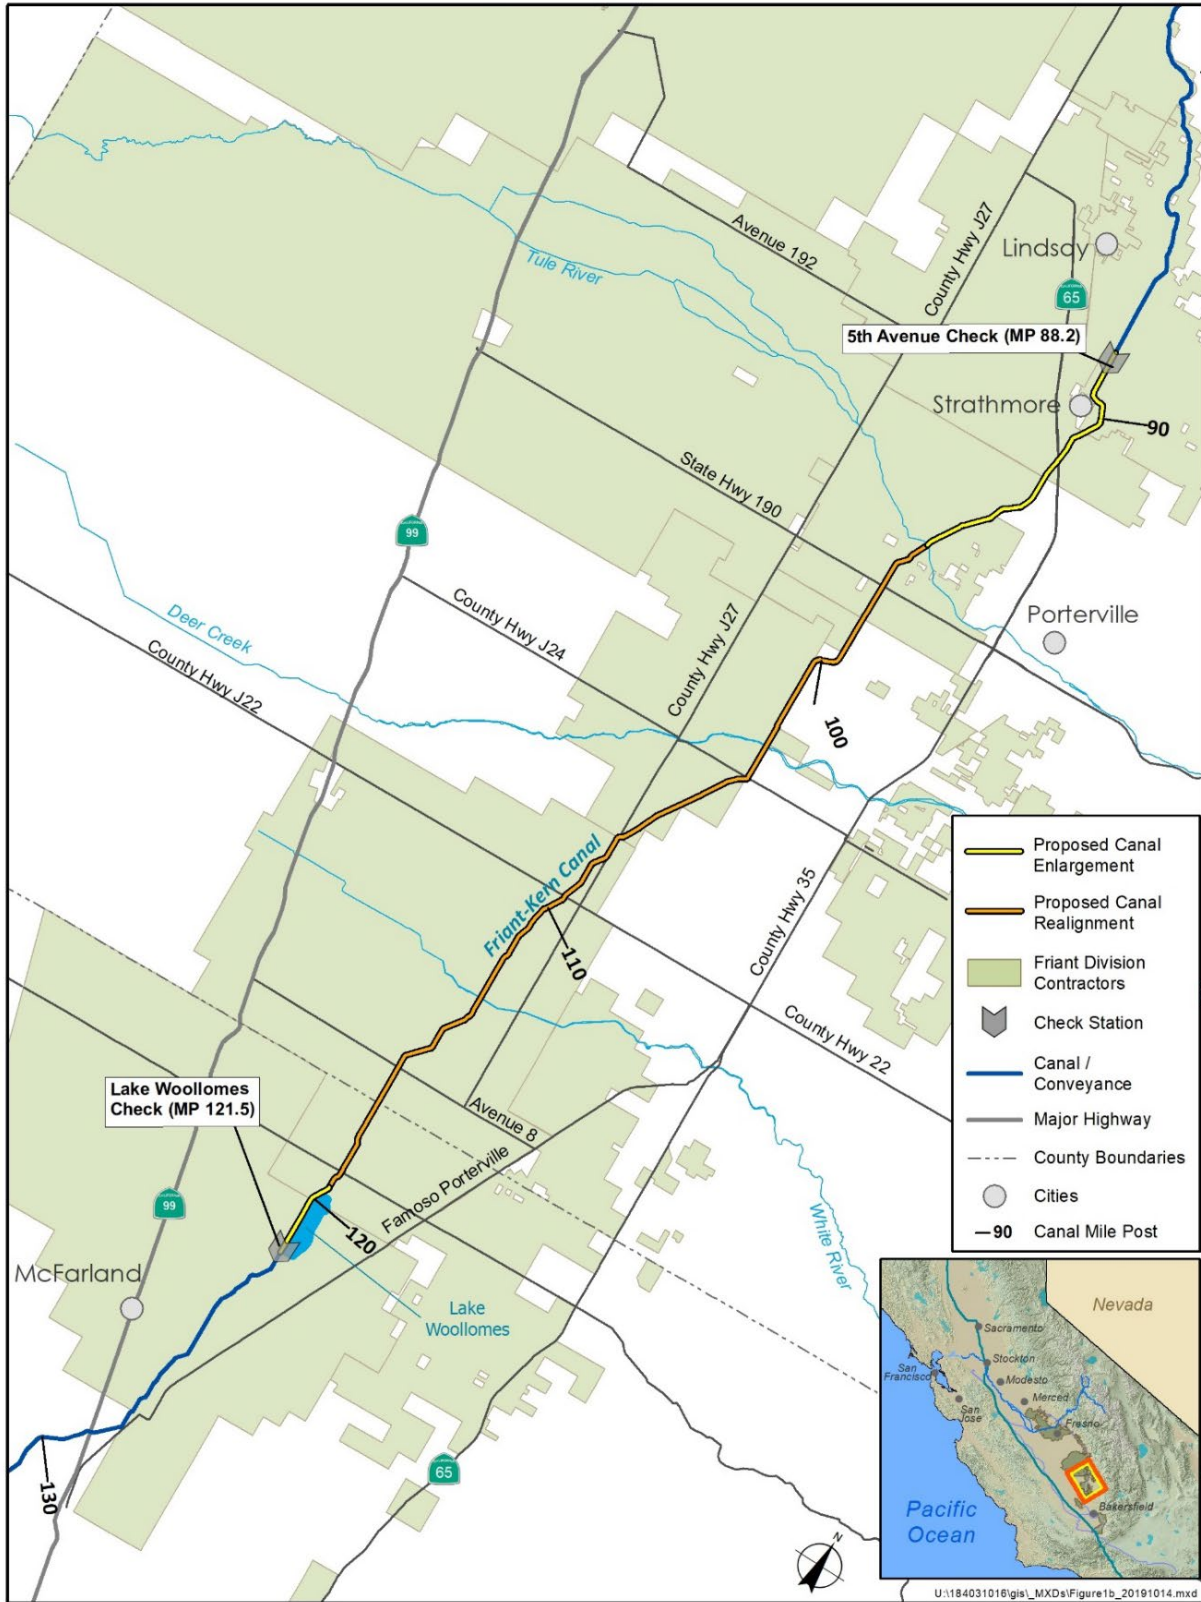 Lindsay
Avenue 192
County Hwy J27
65
Tule River
5th Avenue Check (MP 88.2)
Strathmore
90
State Hwy 190
99
Porterville
Deer Creek
County Hwy J24
County Hwy J27
County Hwy J22
100
Friant-Kern Canal
County Hwy 35
110
County Hwy 22
Lake Woollomes
Check (MP 121.5)
Avenue 8
Famoso Porterville
99
120
White River
McFarland
Lake
Woollomes
65
130
N
Proposed Canal
Enlargement
Proposed Canal
Realignment
Friant Division
Contractors
Check Station
Canal /
Conveyance
Major Highway
County Boundaries
Cities
90 Canal Mile Post
Nevada
Sacramento
Stockton
San
Francisco
Modesto
Merced
San
Jose
Fresno
Bakersfield
Pacific
Ocean
U:\184031016\gis\_MXDs\Figure1b_20191014.mxd